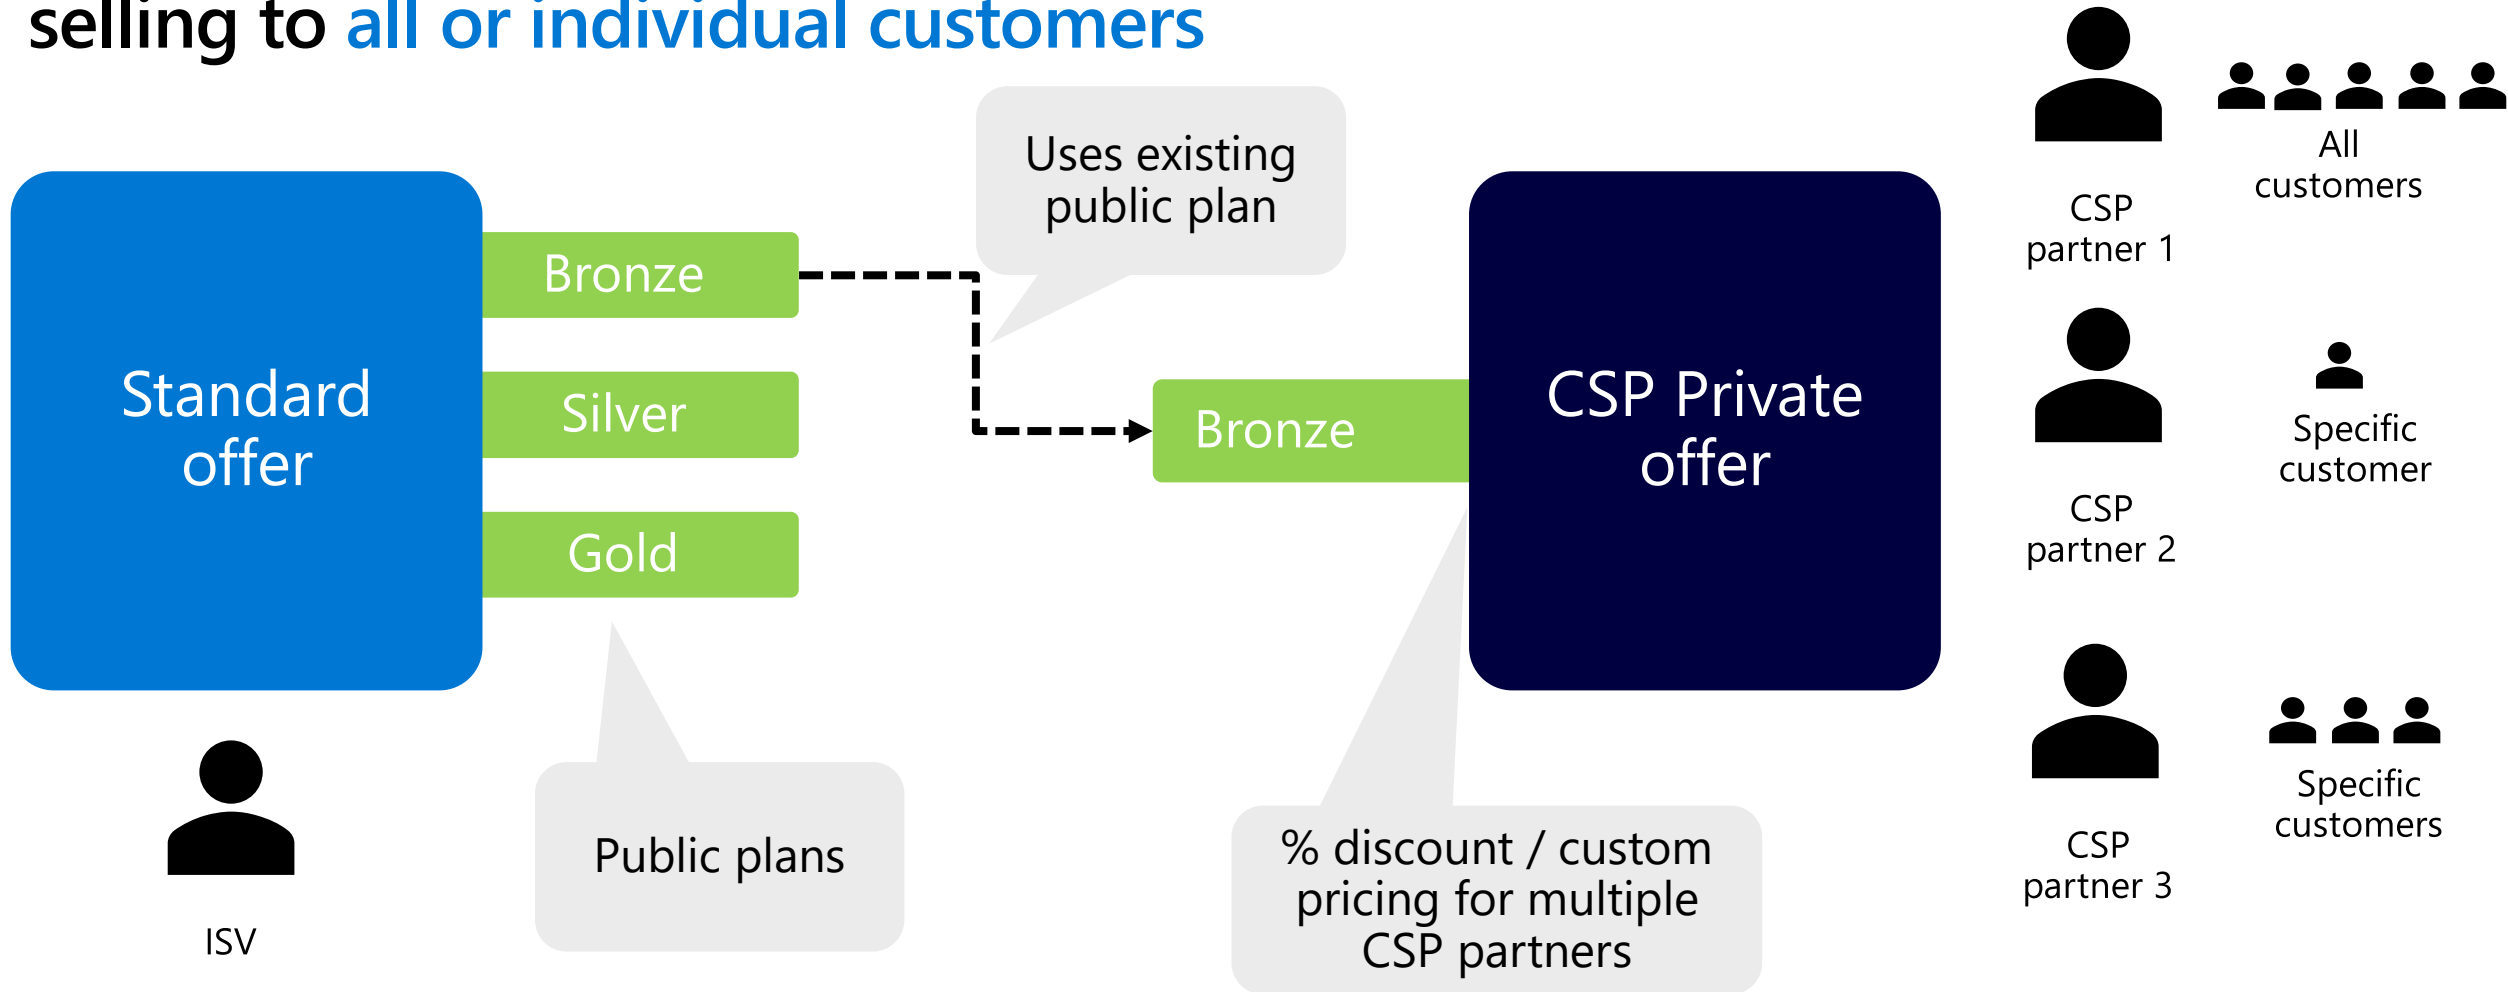 selling to all or individual customers
Uses existing
public plan
Standard
offer
Bronze
Silver
Gold
Bronze
CSP Private
offer
Public plans
% discount / custom
pricing for multiple
CSP partners
ISV
CSP
partner 1
All
customers
CSP
partner 2
Specific
customer
CSP
partner 3
Specific
customers